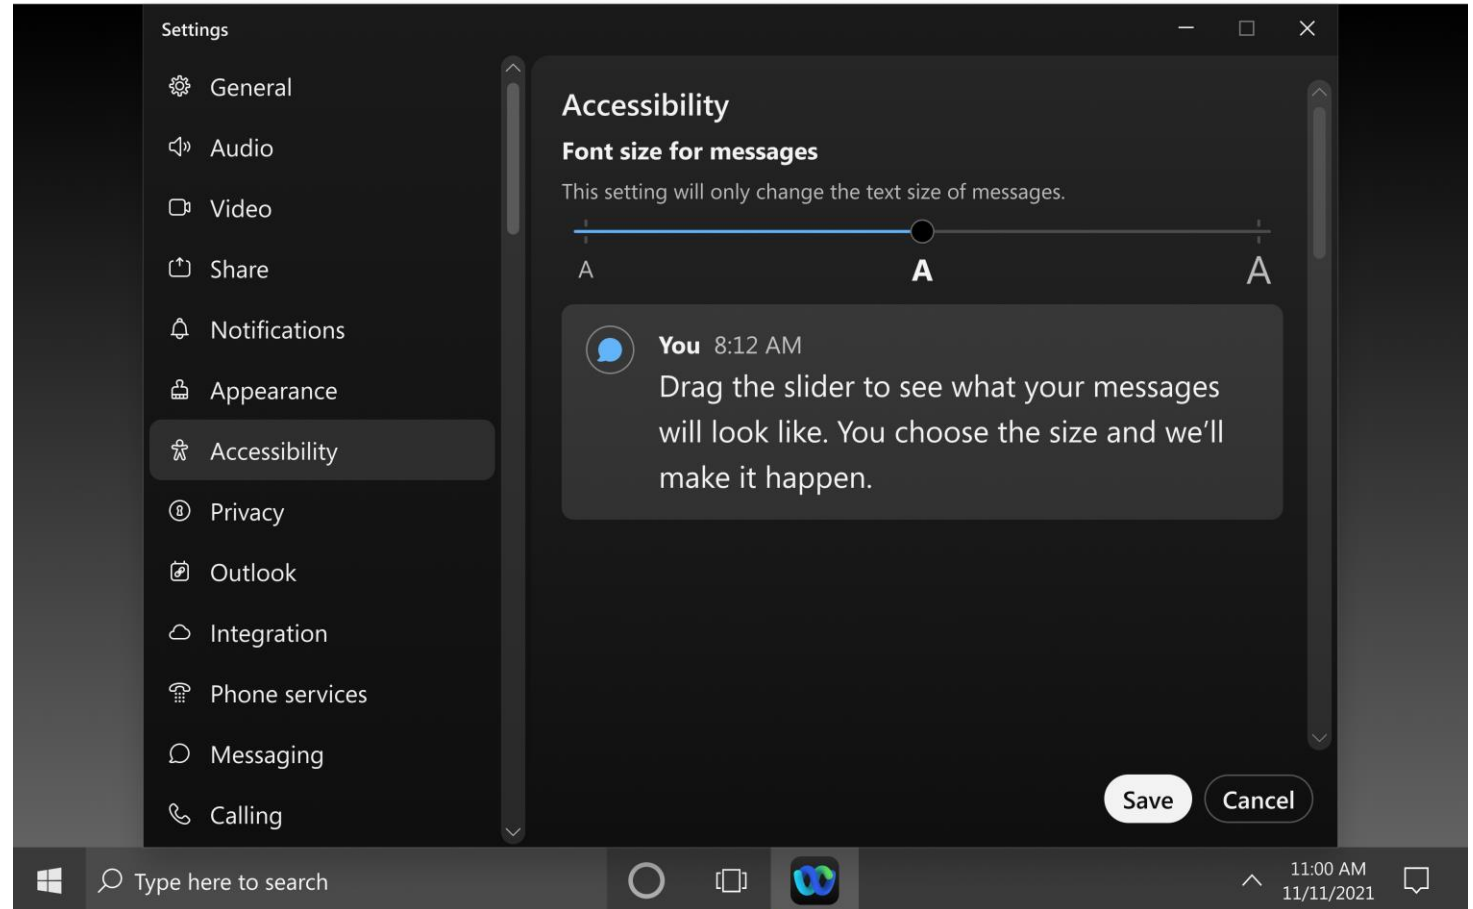 Settings
General
Audio
Video
Share
Notifications
Appearance
Accessibility
Privacy
Outlook
Integration
Phone services
Messaging
Calling
Accessibility
Font size for messages
This setting will only change the text size of messages.
A A A
You 8:12 AM
Drag the slider to see what your messages
will look like. You choose the size and we’ll
make it happen.
Save Cancel
Type here to search
11:00 AM
11/11/2021